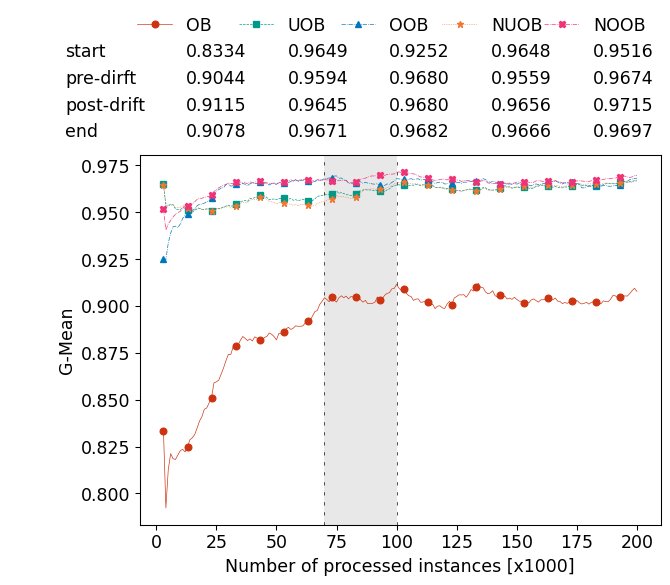 OB UOB OOB NUOB NOOB
start 0.8334 0.9649 0.9252 0.9648 0.9516
pre-dirft 0.9044 0.9594 0.9680 0.9559 0.9674
post-drift 0.9115 0.9645 0.9680 0.9656 0.9715
end 0.9078 0.9671 0.9682 0.9666 0.9697
0.975
0.950
0.925
0.900
0.875
0.850
0.825
0.800
G-Mean
0 25 50 75 100 125 150 175 200
Number of processed instances [x1000]